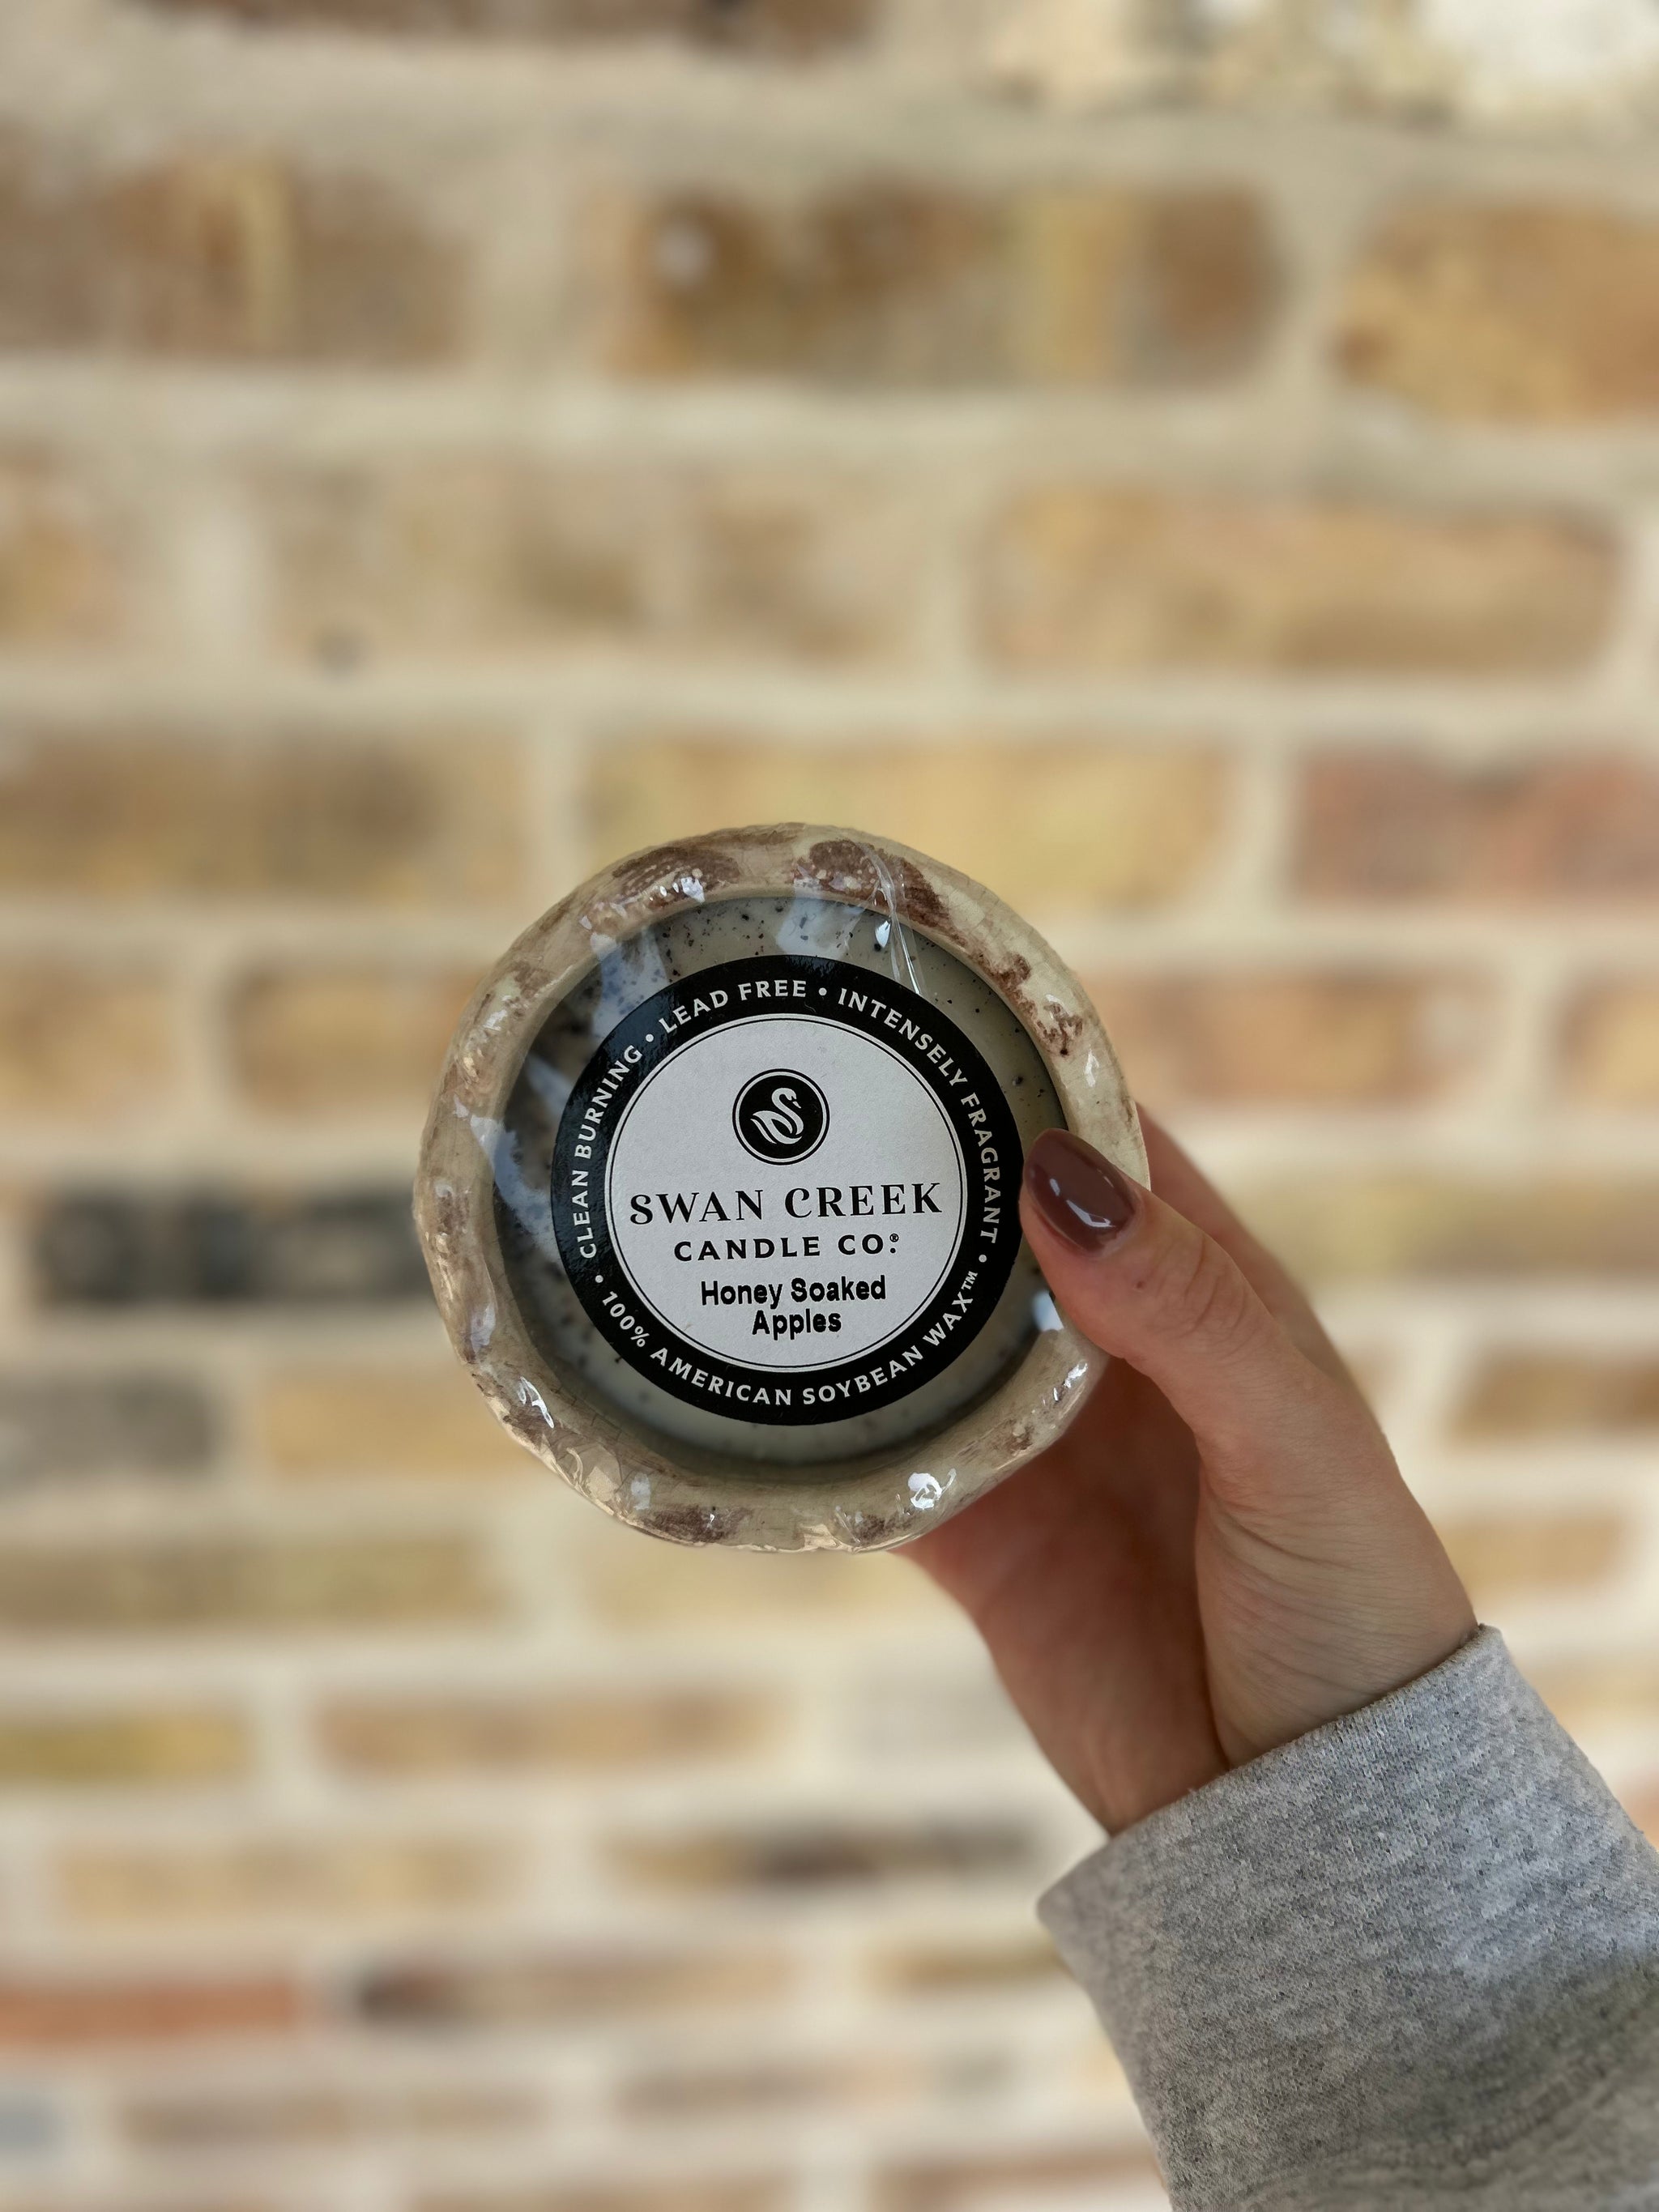 • CLEAN BURNING • LEAD FREE • INTENSELY FRAGRANT •
SWAN CREEK
CANDLE CO.®
Honey Soaked
Apples
100% AMERICAN SOYBEAN WAX™